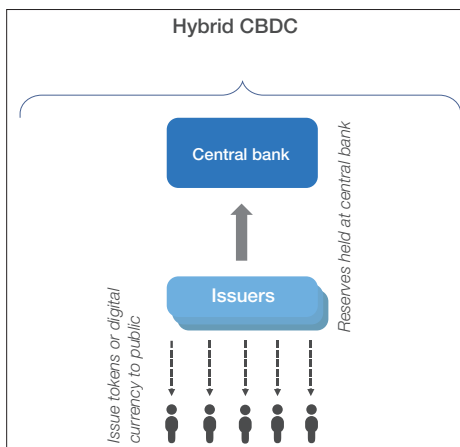 Hybrid CBDC
Central bank
Reserves held at central bank
Issuers
Issue tokens or digital
currency to public